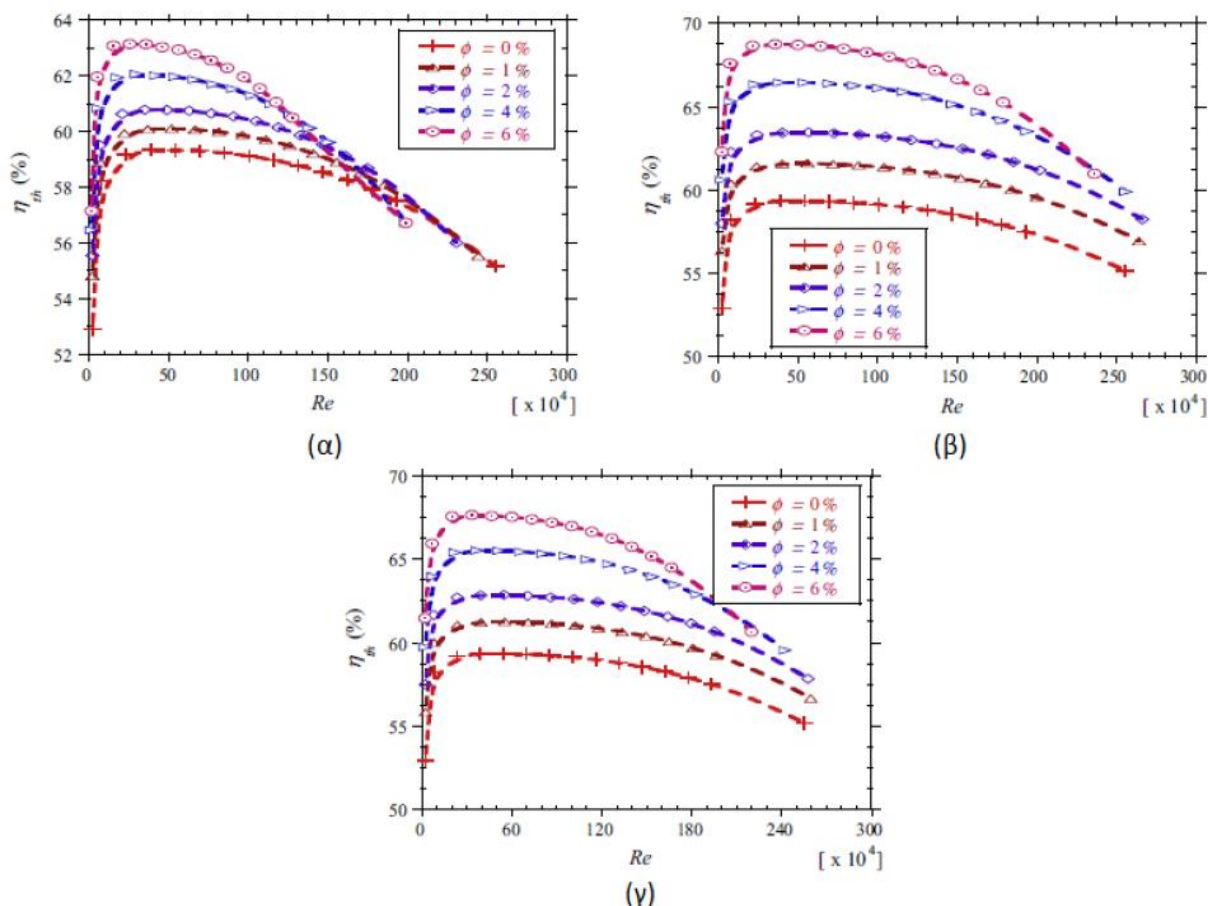 64
62
60
58
56
54
52
η_th (%)
ϕ = 0 %
ϕ = 1 %
ϕ = 2 %
ϕ = 4 %
ϕ = 6 %
0 50 100 150 200 250 300
Re [ x 10^4]
(α)
70
65
60
55
50
η_th (%)
ϕ = 0 %
ϕ = 1 %
ϕ = 2 %
ϕ = 4 %
ϕ = 6 %
0 50 100 150 200 250 300
Re [ x 10^4]
(β)
70
65
60
55
50
η_th (%)
ϕ = 0%
ϕ = 1%
ϕ = 2%
ϕ = 4%
ϕ = 6%
0 60 120 180 240 300
Re [ x 10^4]
(γ)